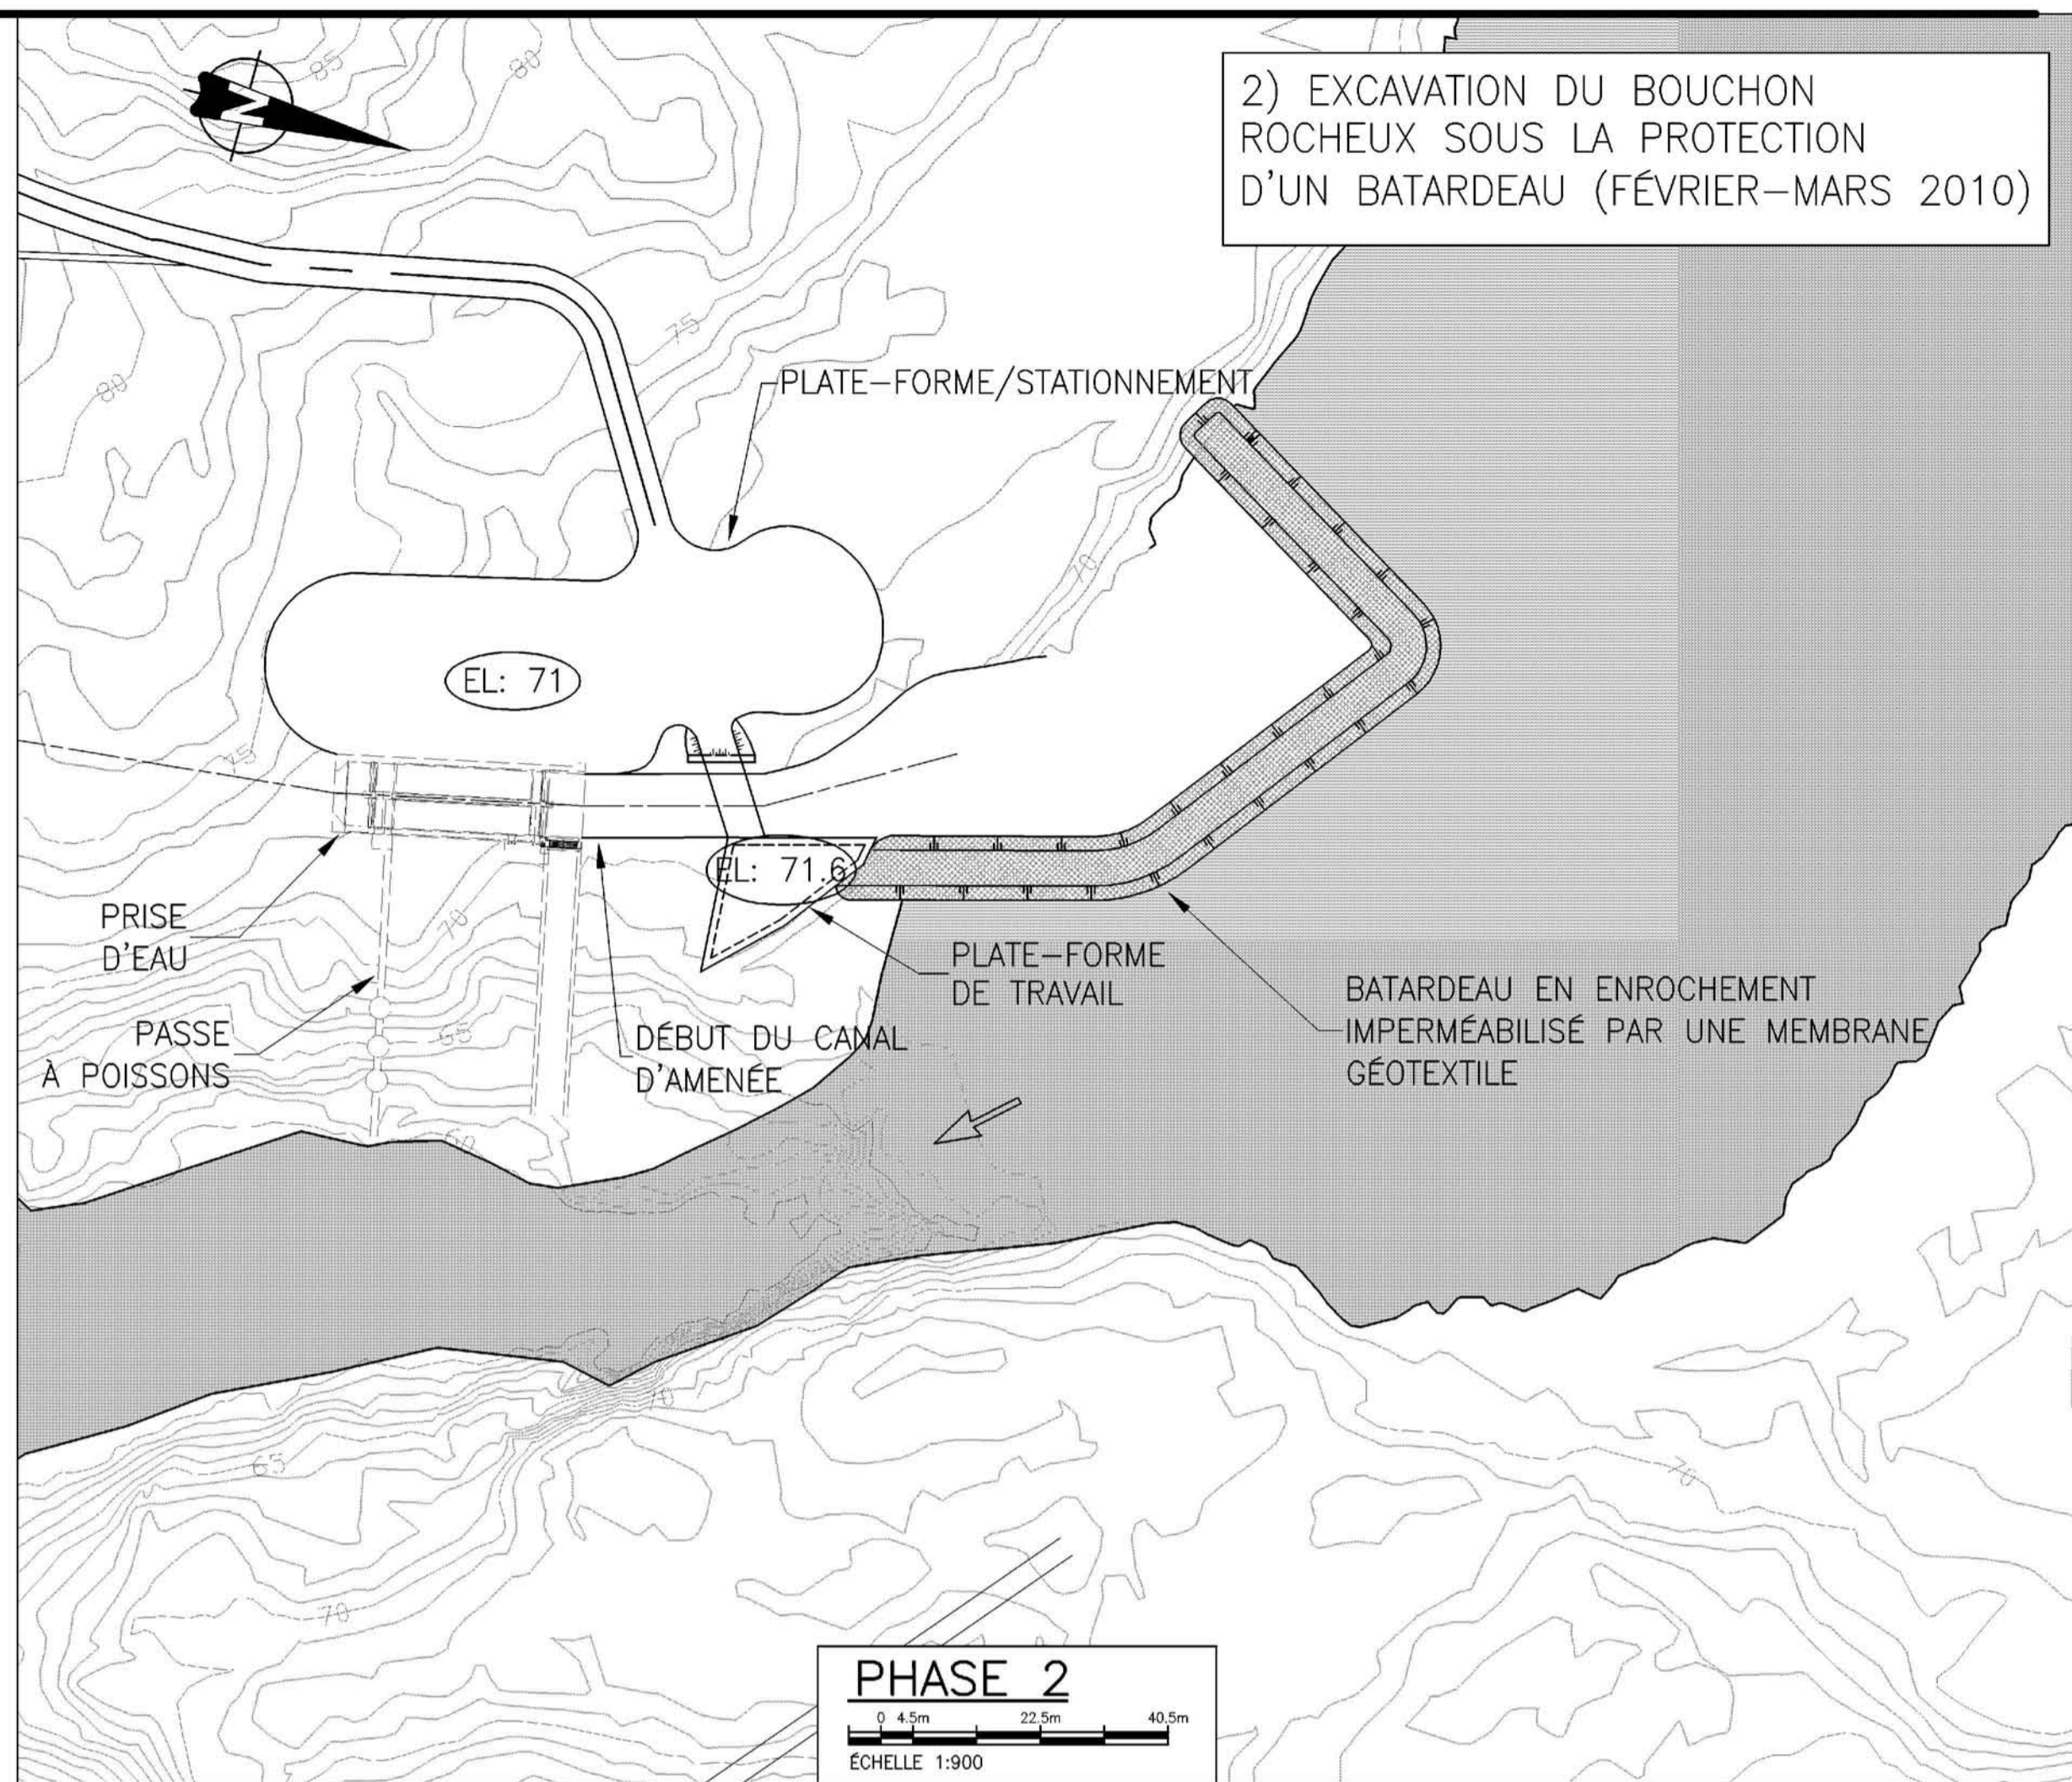 2) EXCAVATION DU BOUCHON
ROCHEUX SOUS LA PROTECTION
D'UN BATARDEAU (FÉVRIER–MARS 2010)
85
80
75
80
PLATE–FORME/STATIONNEMENT
70
EL: 71
75
EL: 71.6
PRISE
D'EAU
70
PLATE–FORME
DE TRAVAIL
BATARDEAU EN ENROCHEMENT
IMPERMÉABILISÉ PAR UNE MEMBRANE
GÉOTEXTILE
PASSE
À POISSONS
65
DÉBUT DU CANAL
D'AMENÉE
60
70
65
70
70
PHASE 2
0 4.5m 22.5m 40.5m
ÉCHELLE 1:900